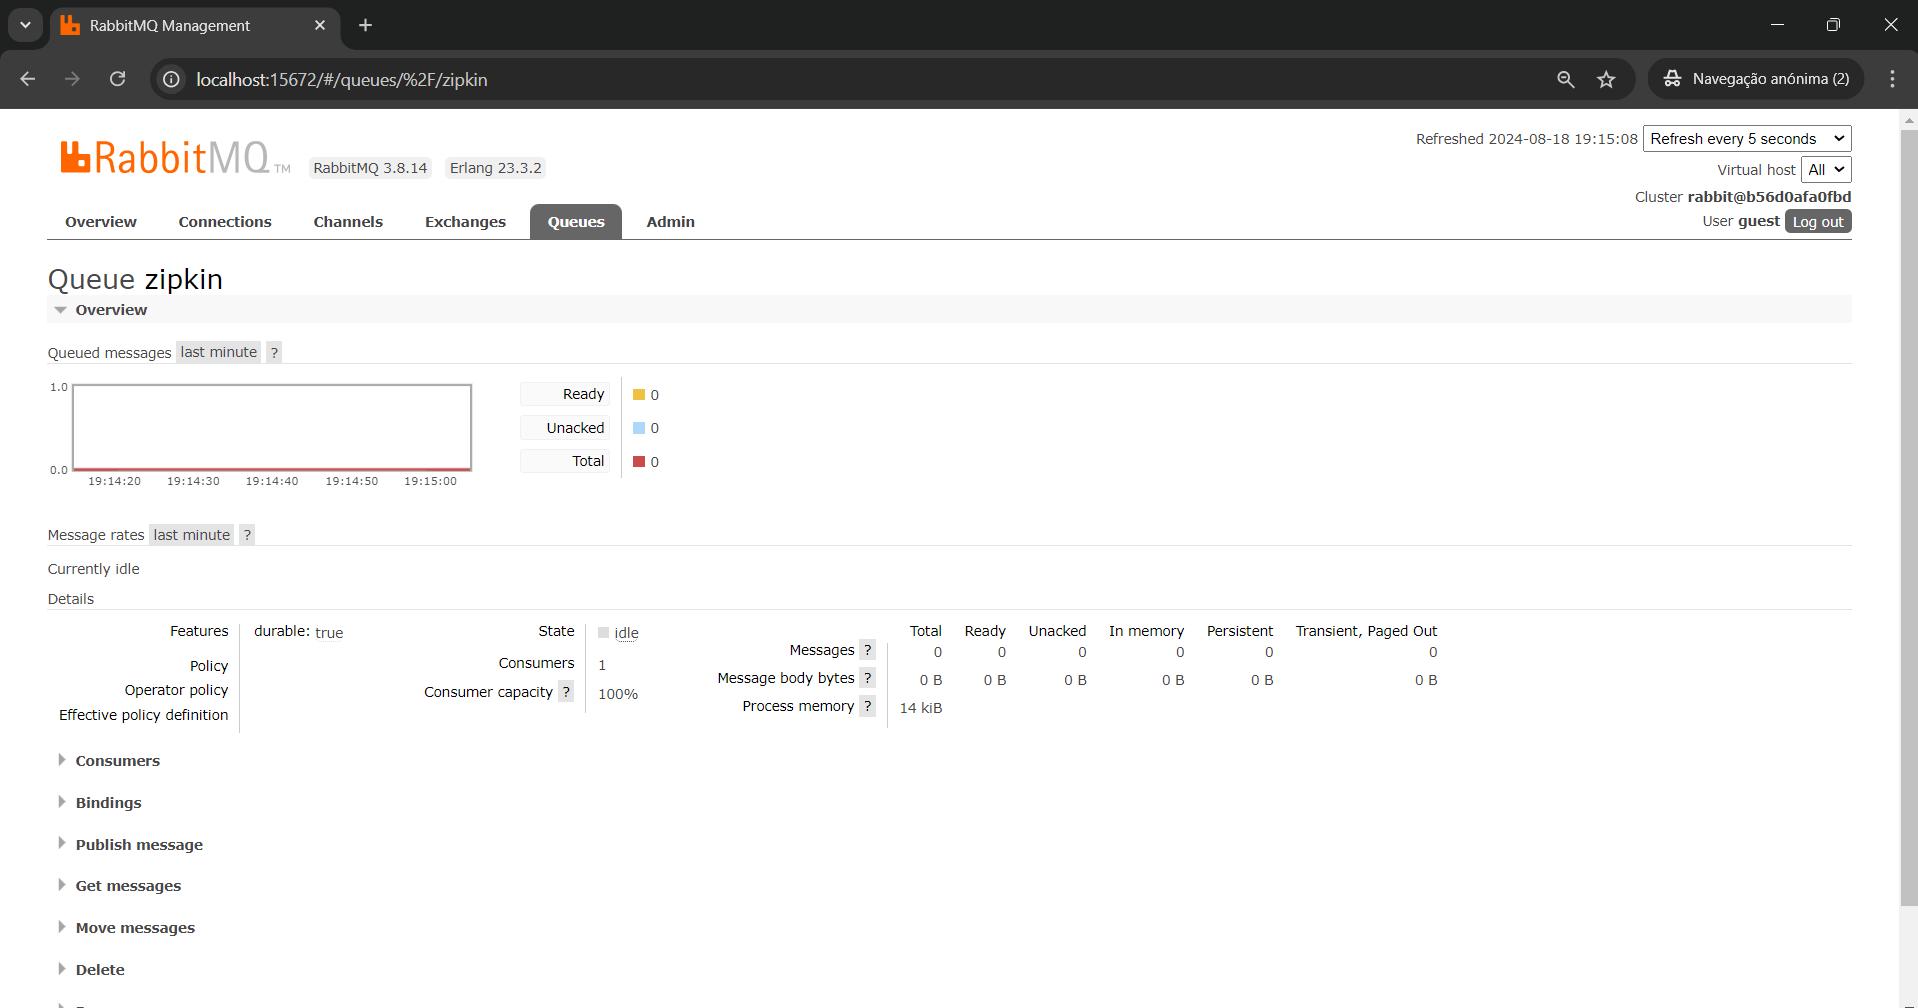 RabbitMQ Management
localhost:15672/#/queues/%2F/zipkin
Navegação anónima (2)
RabbitMQ TM
RabbitMQ 3.8.14
Erlang 23.3.2
Refreshed 2024-08-18 19:15:08
Refresh every 5 seconds
Virtual host All
Cluster rabbit@b56d0afa0fbd
User guest Log out
Overview Connections Channels Exchanges Queues Admin
Queue zipkin
Overview
Queued messages last minute ?
1.0
0.0
19:14:20 19:14:30 19:14:40 19:14:50 19:15:00
Ready 0
Unacked 0
Total 0
Message rates last minute ?
Currently idle
Details
Features durable: true
Policy
Operator policy
Effective policy definition
State idle
Consumers 1
Consumer capacity ? 100%
Total Ready Unacked In memory Persistent Transient, Paged Out
Messages ? 0 0 0 0 0 0
Message body bytes ? 0 B 0 B 0 B 0 B 0 B 0 B
Process memory ? 14 kiB
Consumers
Bindings
Publish message
Get messages
Move messages
Delete